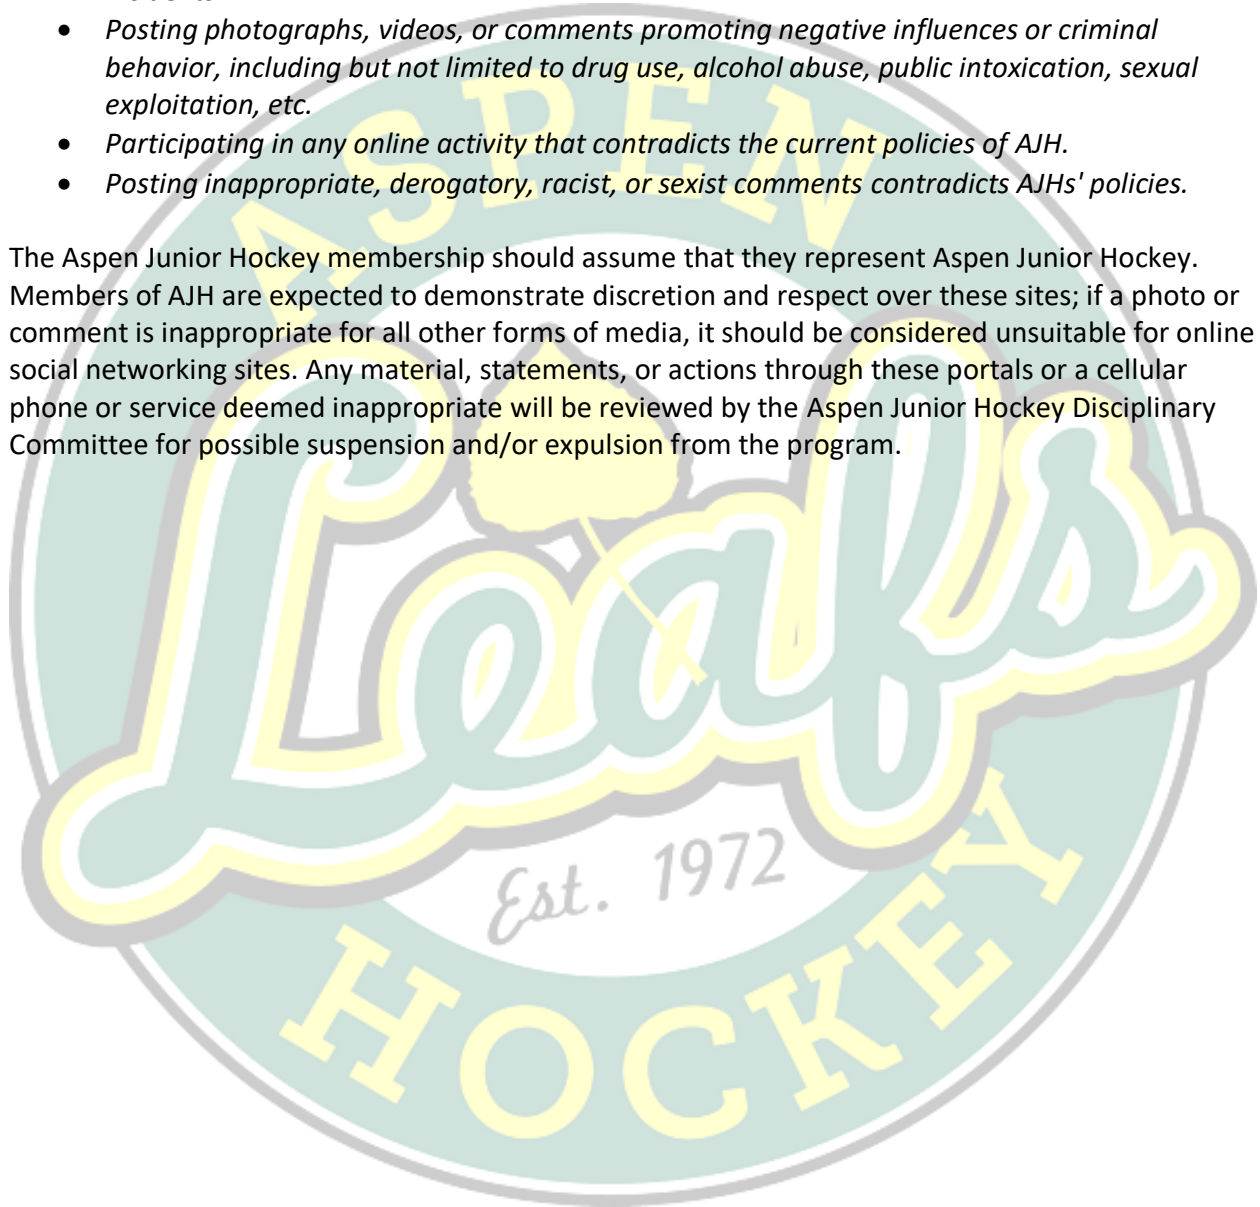 • Posting photographs, videos, or comments promoting negative influences or criminal
behavior, including but not limited to drug use, alcohol abuse, public intoxication, sexual
exploitation, etc.
• Participating in any online activity that contradicts the current policies of AJH.
• Posting inappropriate, derogatory, racist, or sexist comments contradicts AJHs' policies.
The Aspen Junior Hockey membership should assume that they represent Aspen Junior Hockey.
Members of AJH are expected to demonstrate discretion and respect over these sites; if a photo or
comment is inappropriate for all other forms of media, it should be considered unsuitable for online
social networking sites. Any material, statements, or actions through these portals or a cellular
phone or service deemed inappropriate will be reviewed by the Aspen Junior Hockey Disciplinary
Committee for possible suspension and/or expulsion from the program.
ASPEN
Leafs
Est. 1972
HOCKEY